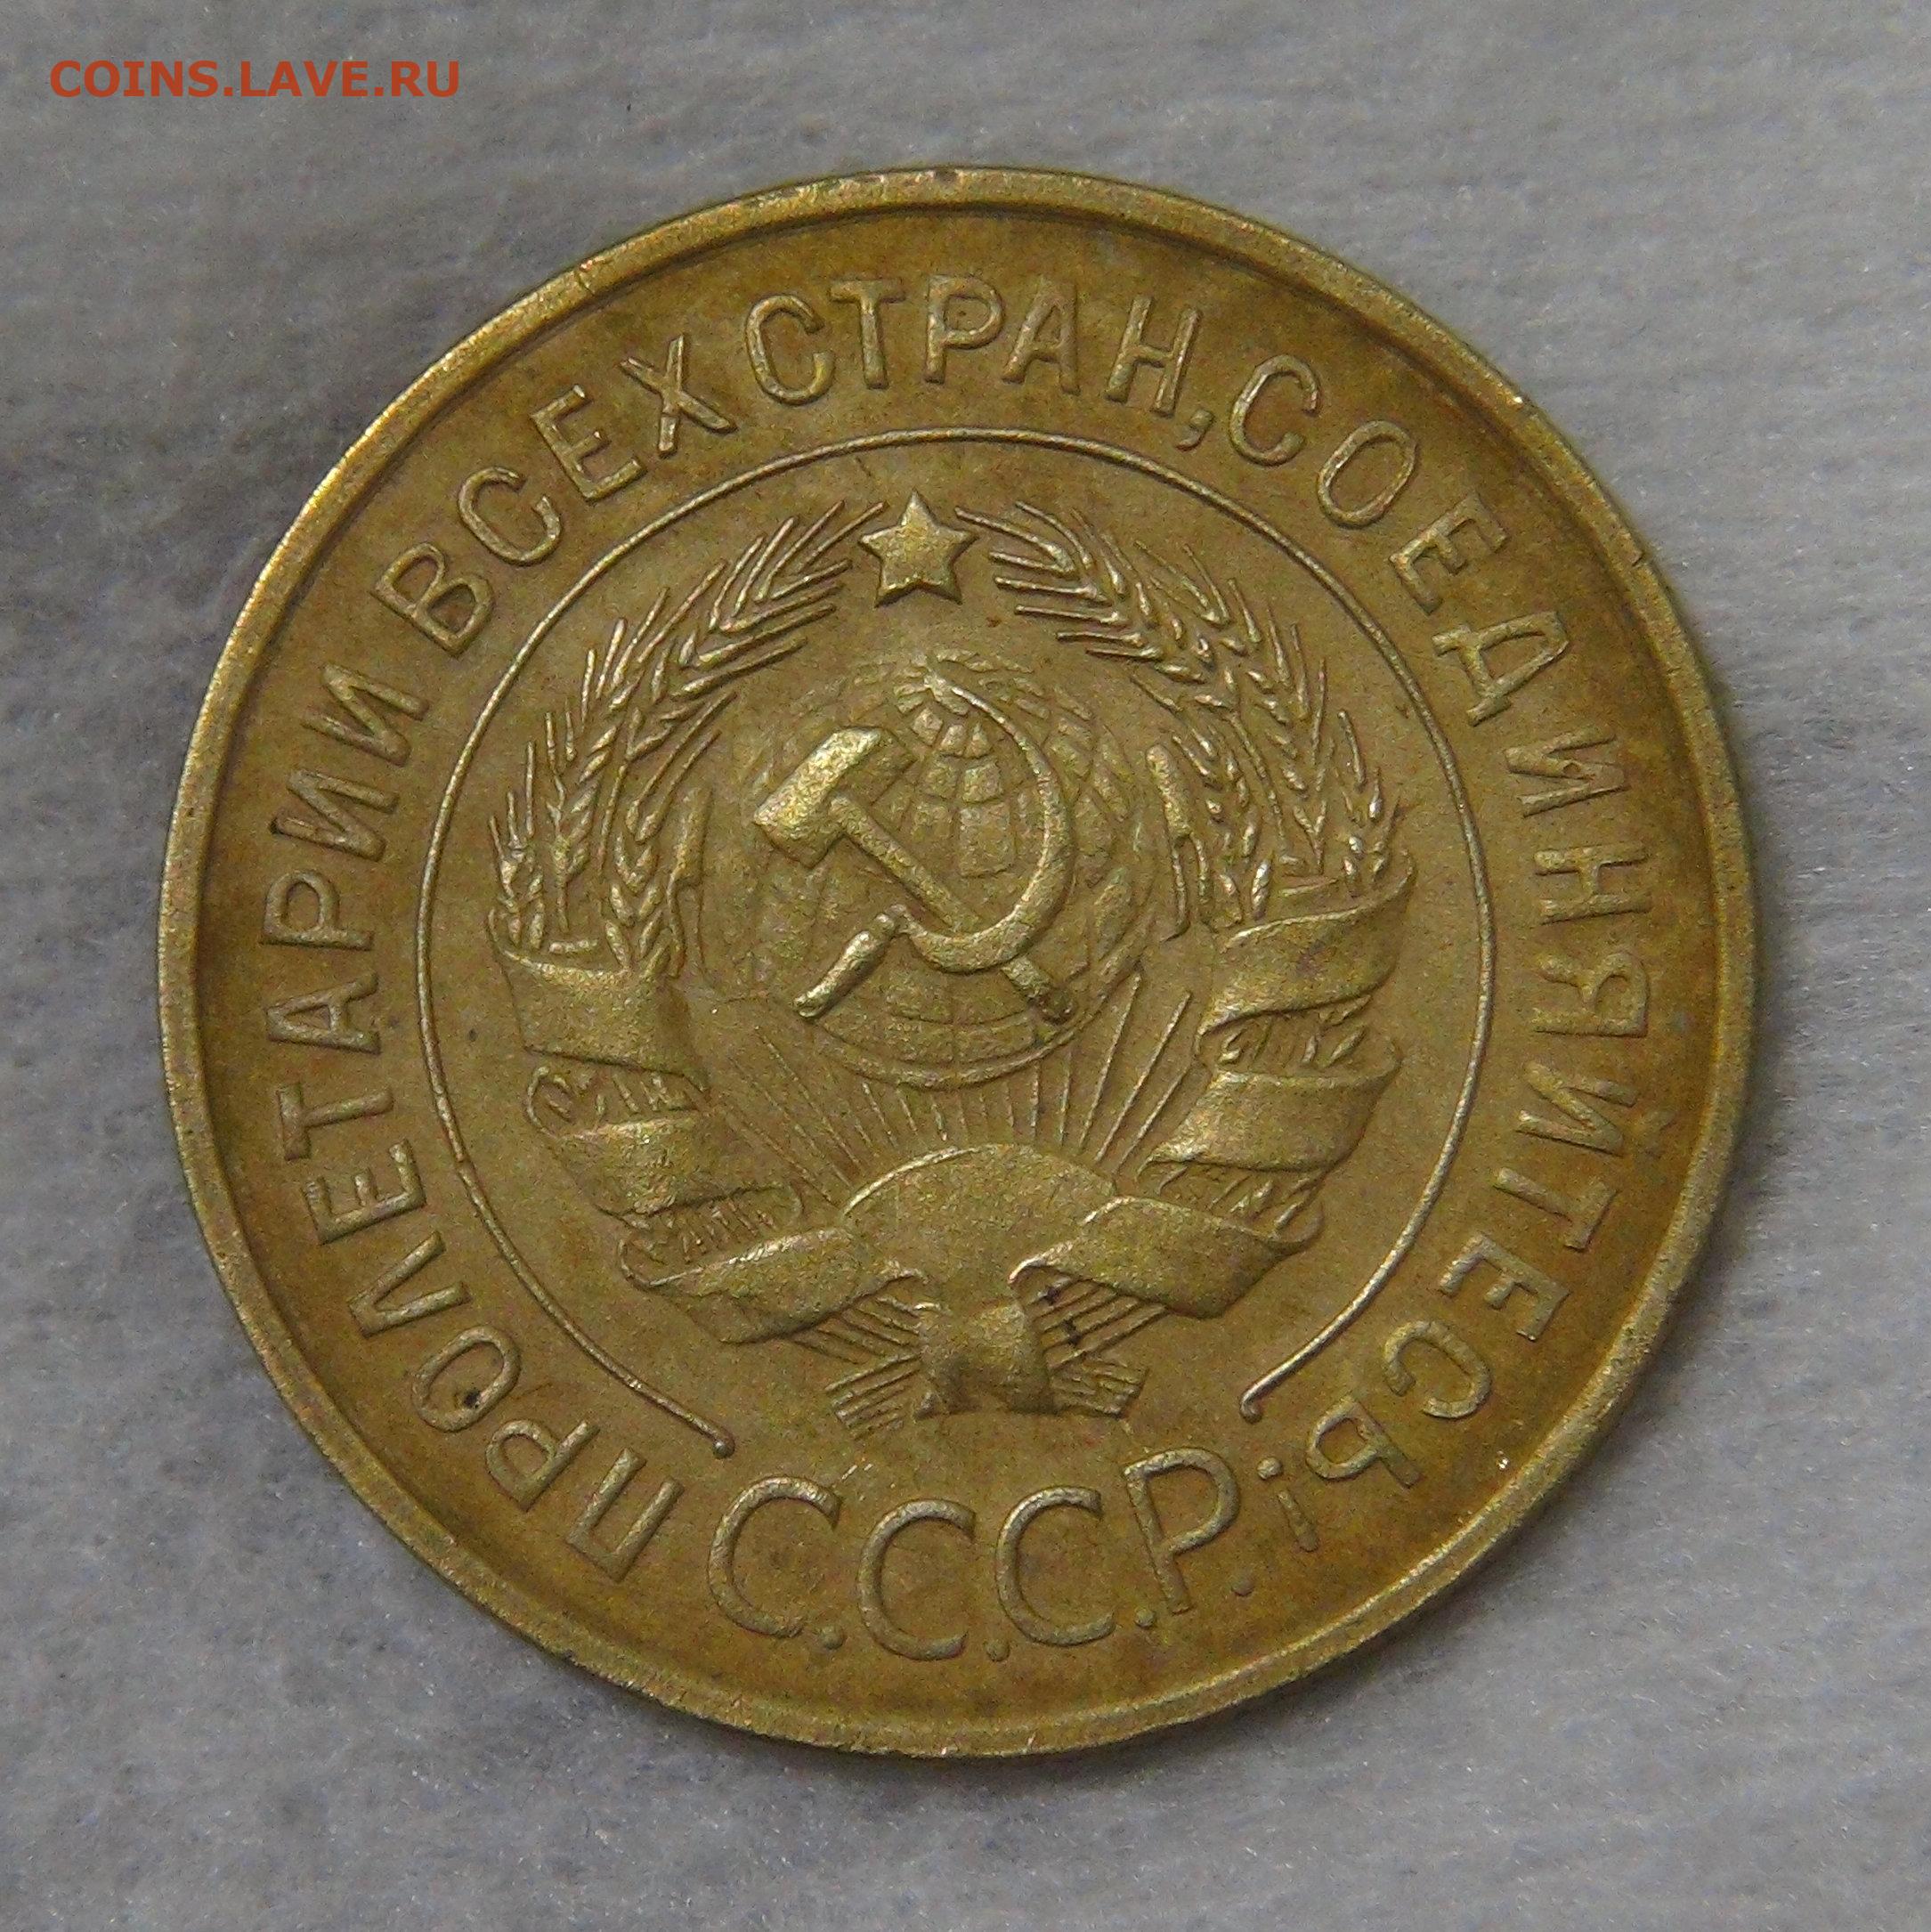 COINS.LAVE.RU
ПРОЛЕТАРИИ ВСЕХ СТРАН, СОЕДИНЯЙТЕСЬ!
С.С.С.Р.